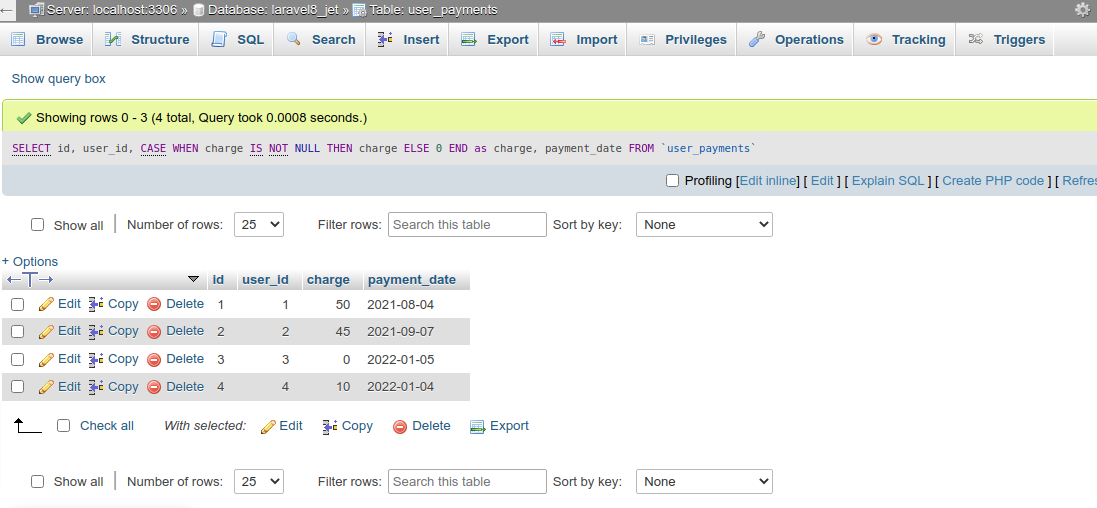 Server: localhost:3306 » Database: laravel8_jet » Table: user_payments
Browse Structure SQL Search Insert Export Import Privileges Operations Tracking Triggers
Show query box
Showing rows 0 - 3 (4 total, Query took 0.0008 seconds.)
SELECT id, user_id, CASE WHEN charge IS NOT NULL THEN charge ELSE 0 END as charge, payment_date FROM `user_payments`
Profiling [Edit inline] [ Edit ] [ Explain SQL ] [ Create PHP code ] [ Refres
Show all Number of rows: 25 Filter rows: Search this table Sort by key: None
+ Options
id user_id charge payment_date
Edit Copy Delete 1 1 50 2021-08-04
Edit Copy Delete 2 2 45 2021-09-07
Edit Copy Delete 3 3 0 2022-01-05
Edit Copy Delete 4 4 10 2022-01-04
Check all With selected: Edit Copy Delete Export
Show all Number of rows: 25 Filter rows: Search this table Sort by key: None